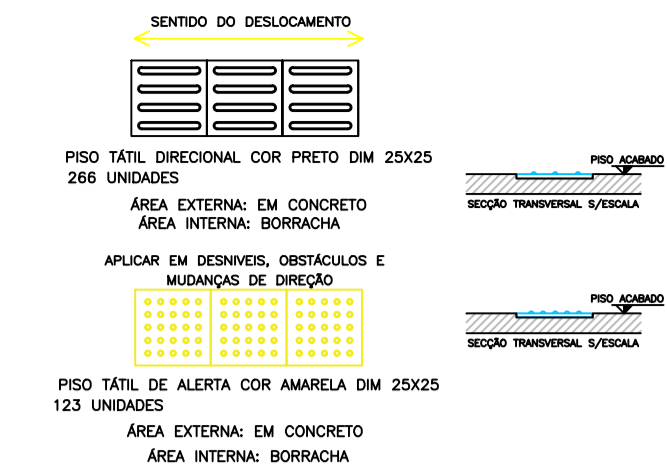 SENTIDO DO DESLOCAMENTO
PISO TÁTIL DIRECIONAL COR PRETO DIM 25X25
266 UNIDADES
ÁREA EXTERNA: EM CONCRETO
ÁREA INTERNA: BORRACHA
PISO ACABADO
SECÇÃO TRANSVERSAL S/ESCALA
APLICAR EM DESNIVEIS, OBSTÁCULOS E
MUDANÇAS DE DIREÇÃO
PISO TÁTIL DE ALERTA COR AMARELA DIM 25X25
123 UNIDADES
ÁREA EXTERNA: EM CONCRETO
ÁREA INTERNA: BORRACHA
PISO ACABADO
SECÇÃO TRANSVERSAL S/ESCALA